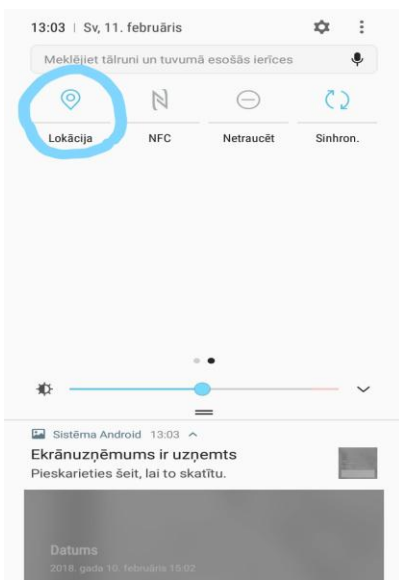 13:03 | Sv, 11. februāris
Meklējiet tālruni un tuvumā esošās ierīces
Lokācija NFC Netraucēt Sinhron.
Sistēma Android 13:03
Ekrānuzņēmums ir uzņemts
Pieskarieties šeit, lai to skatītu.
Datums
2018. gada 10. februāris 15:02